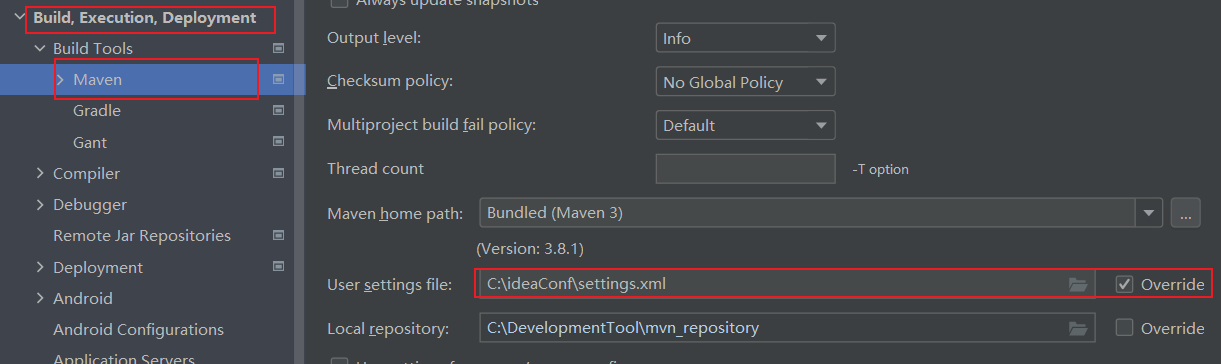 Build, Execution, Deployment
Build Tools
Maven
Gradle
Gant
Compiler
Debugger
Remote Jar Repositories
Deployment
Android
Android Configurations
Application Servers
Always update snapshots
Output level: Info
Checksum policy: No Global Policy
Multiproject build fail policy: Default
Thread count -T option
Maven home path: Bundled (Maven 3) ...
(Version: 3.8.1)
User settings file: C:\ideaConf\settings.xml Override
Local repository: C:\DevelopmentTool\mvn_repository Override